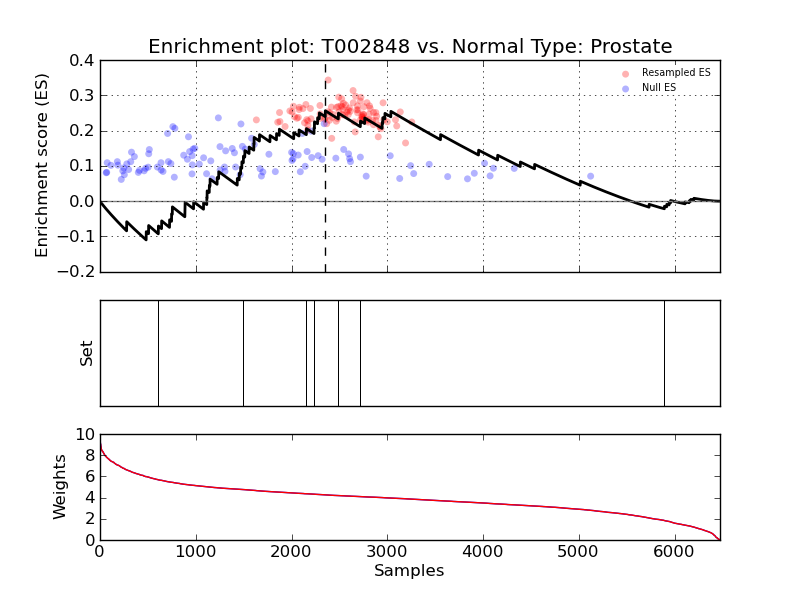 Enrichment plot: T002848 vs. Normal Type: Prostate
Enrichment score (ES)
0.4
0.3
0.2
0.1
0.0
−0.1
−0.2
Resampled ES
Null ES
Set
Weights
10
8
6
4
2
0
0 1000 2000 3000 4000 5000 6000
Samples